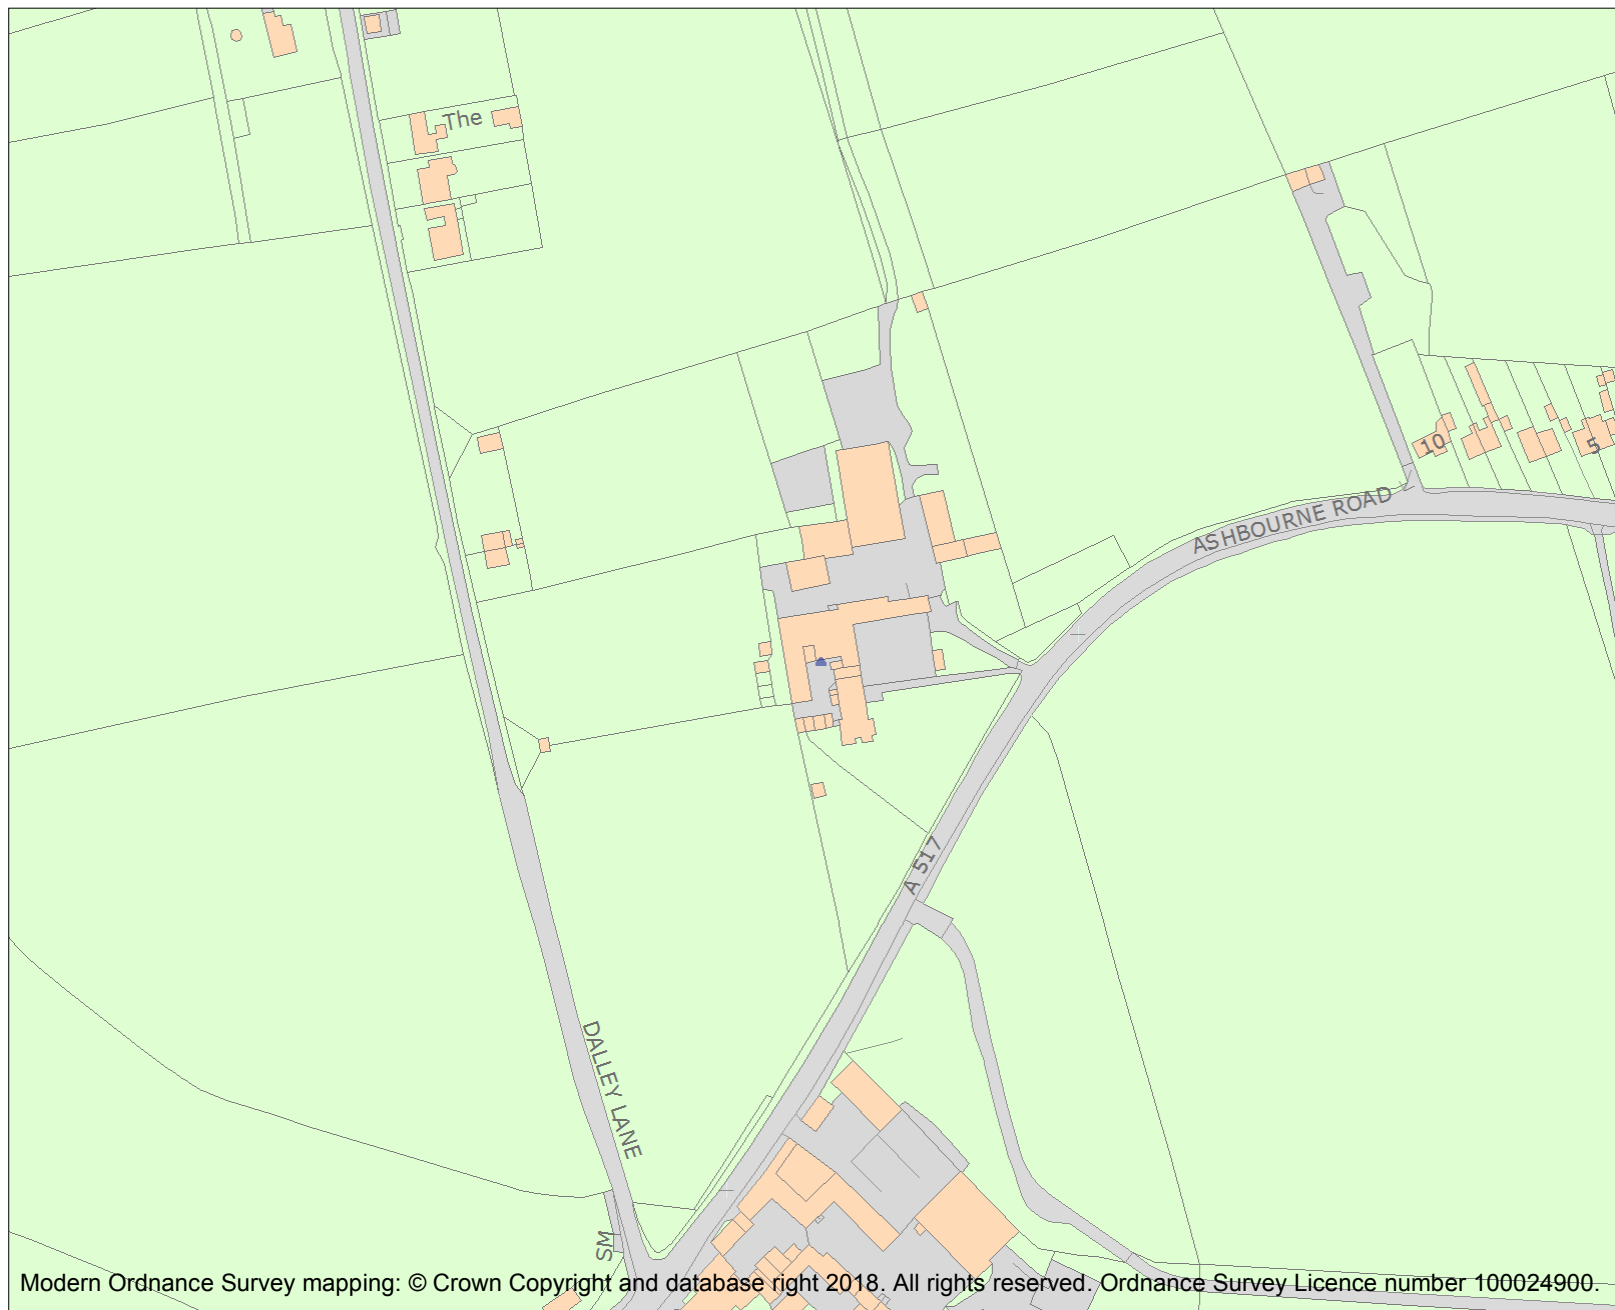 The
10
5
ASHBOURNE ROAD
A 517
DALLEY LANE
SM
Modern Ordnance Survey mapping: © Crown Copyright and database right 2018. All rights reserved. Ordnance Survey Licence number 100024900.